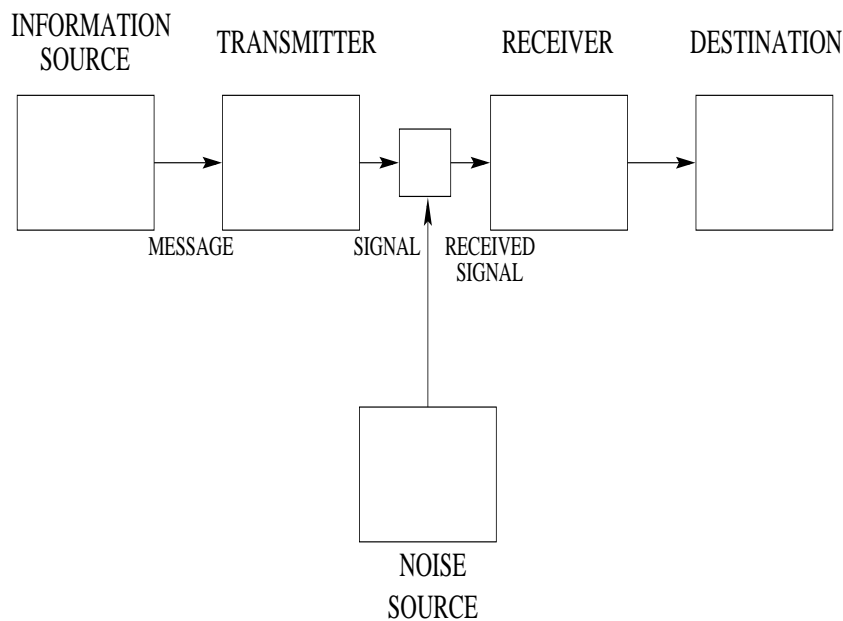 INFORMATION
SOURCE
TRANSMITTER
RECEIVER
DESTINATION
MESSAGE
SIGNAL
RECEIVED
SIGNAL
NOISE
SOURCE